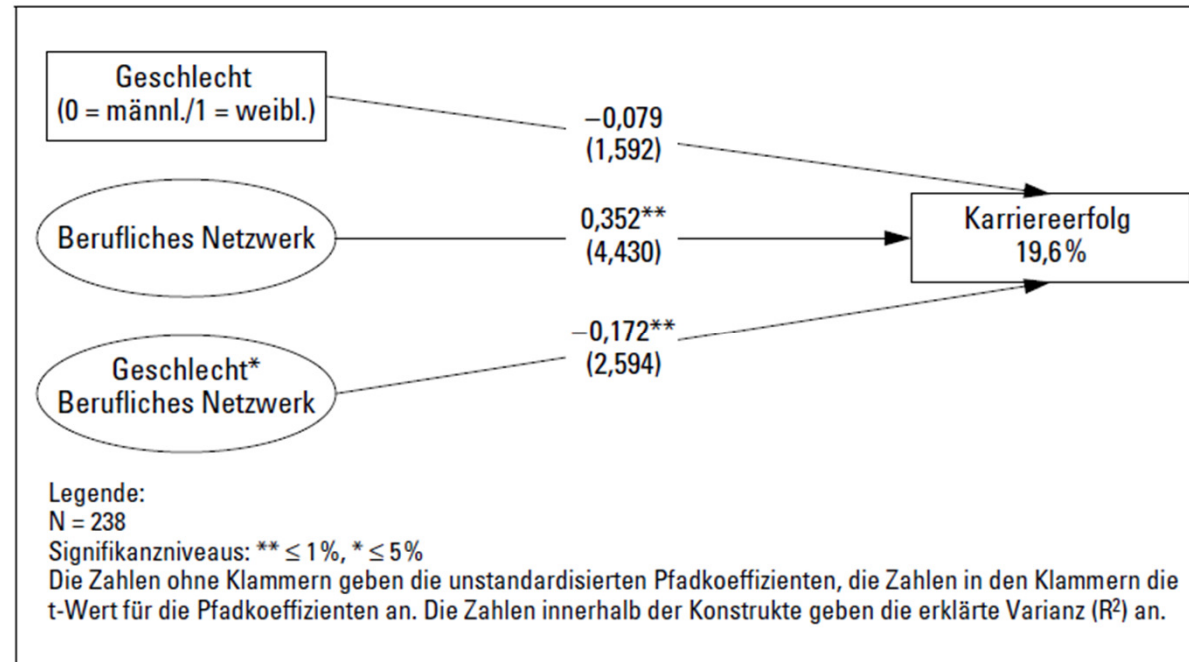 Geschlecht
(0 = männl./1 = weibl.)
−0,079
(1,592)
Berufliches Netzwerk
0,352**
(4,430)
Karriereerfolg
19,6 %
−0,172**
(2,594)
Geschlecht*
Berufliches Netzwerk
Legende:
N = 238
Signifikanzniveaus: ** ≤ 1 %, * ≤ 5 %
Die Zahlen ohne Klammern geben die unstandardisierten Pfadkoeffizienten, die Zahlen in den Klammern die
t-Wert für die Pfadkoeffizienten an. Die Zahlen innerhalb der Konstrukte geben die erklärte Varianz (R²) an.